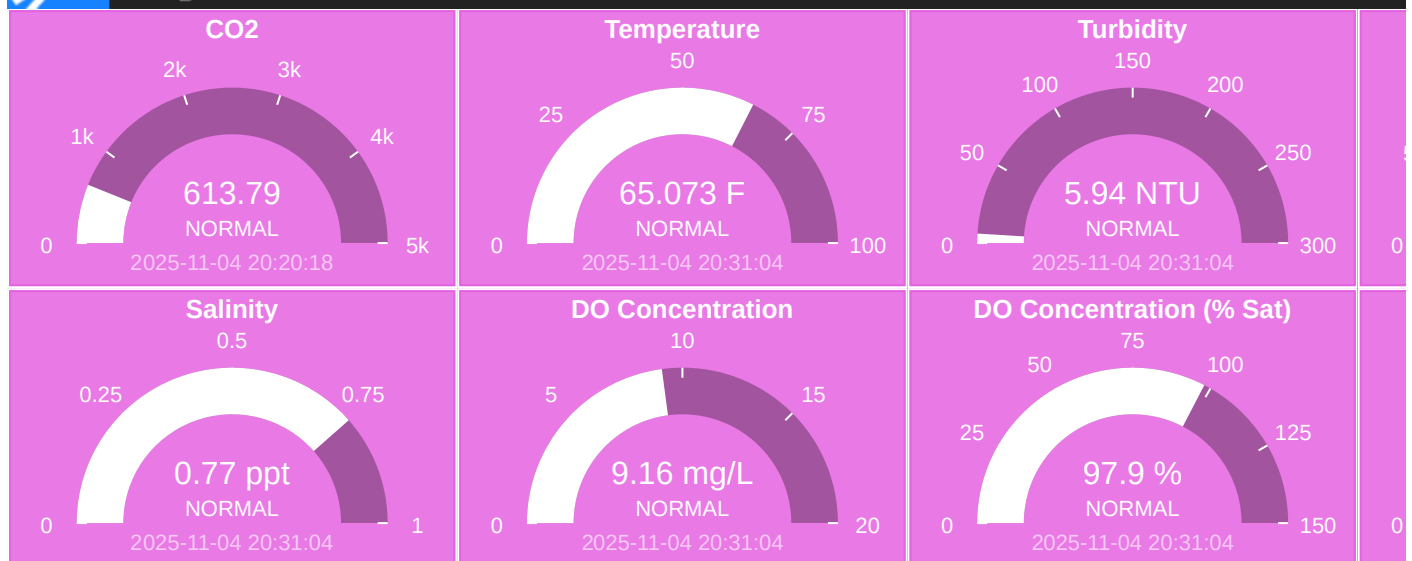 CO2
2k
3k
1k
4k
613.79
NORMAL
0
5k
2025-11-04 20:20:18
Temperature
50
25
75
65.073 F
NORMAL
0
100
2025-11-04 20:31:04
Turbidity
150
100
200
50
250
5.94 NTU
NORMAL
0
300
2025-11-04 20:31:04
0
Salinity
0.5
0.25
0.75
0.77 ppt
NORMAL
0
1
2025-11-04 20:31:04
DO Concentration
10
5
15
9.16 mg/L
NORMAL
0
20
2025-11-04 20:31:04
DO Concentration (% Sat)
75
50
100
25
125
97.9 %
NORMAL
0
150
2025-11-04 20:31:04
0